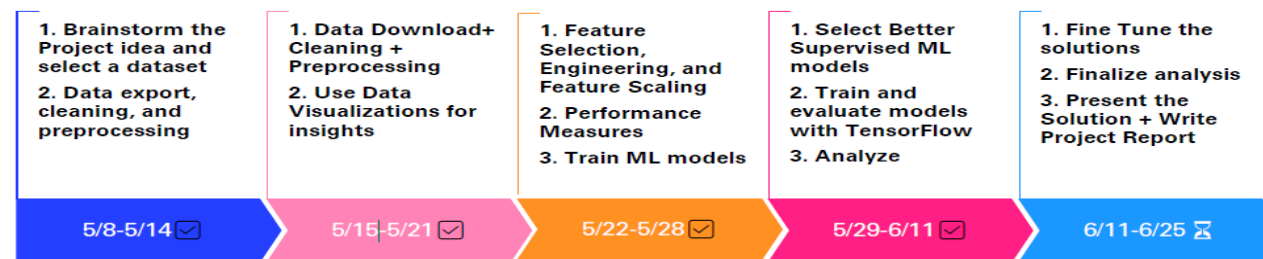 1. Brainstorm the
Project idea and
select a dataset
2. Data export,
cleaning, and
preprocessing
1. Data Download+
Cleaning +
Preprocessing
2. Use Data
Visualizations for
insights
1. Feature
Selection,
Engineering, and
Feature Scaling
2. Performance
Measures
3. Train ML models
1. Select Better
Supervised ML
models
2. Train and
evaluate models
with TensorFlow
3. Analyze
1. Fine Tune the
solutions
2. Finalize analysis
3. Present the
Solution + Write
Project Report
5/8-5/14
5/15-5/21
5/22-5/28
5/29-6/11
6/11-6/25